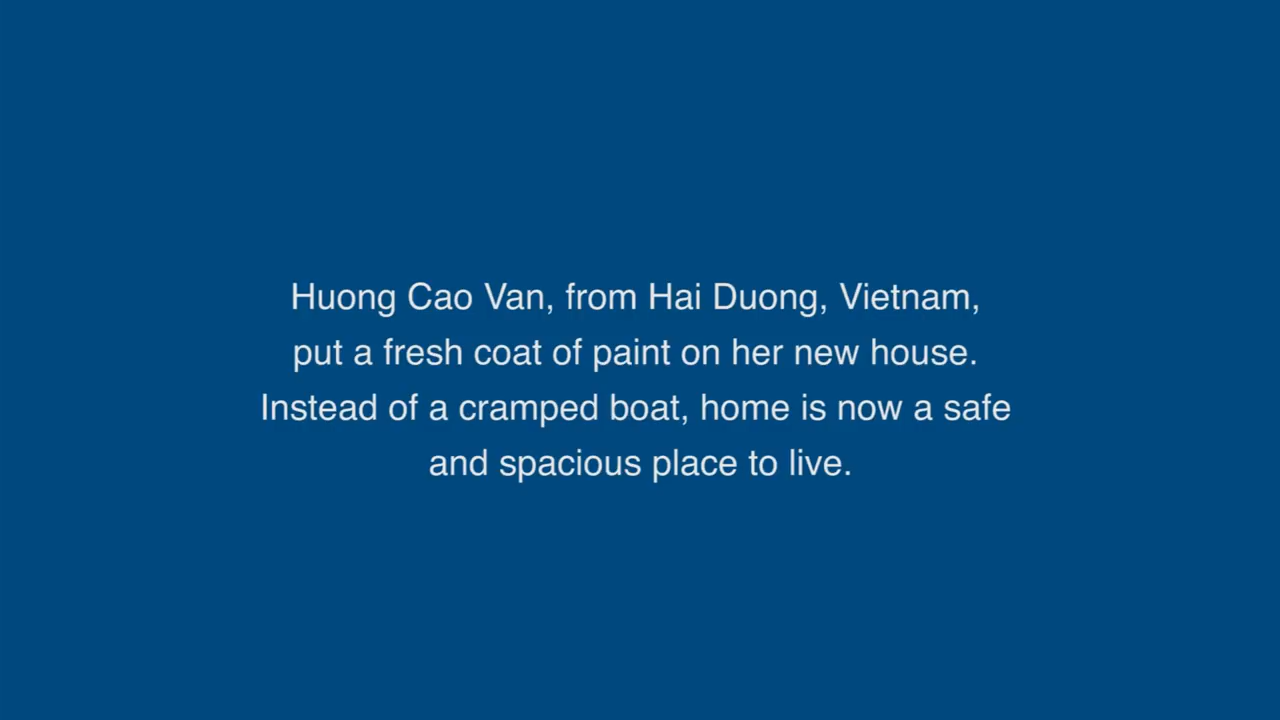 Huong Cao Van, from Hai Duong, Vietnam,
put a fresh coat of paint on her new house.
Instead of a cramped boat, home is now a safe
and spacious place to live.